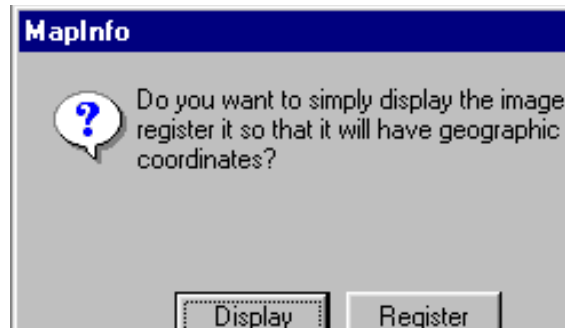 MapInfo
Do you want to simply display the image
register it so that it will have geographic
coordinates?
Display
Register